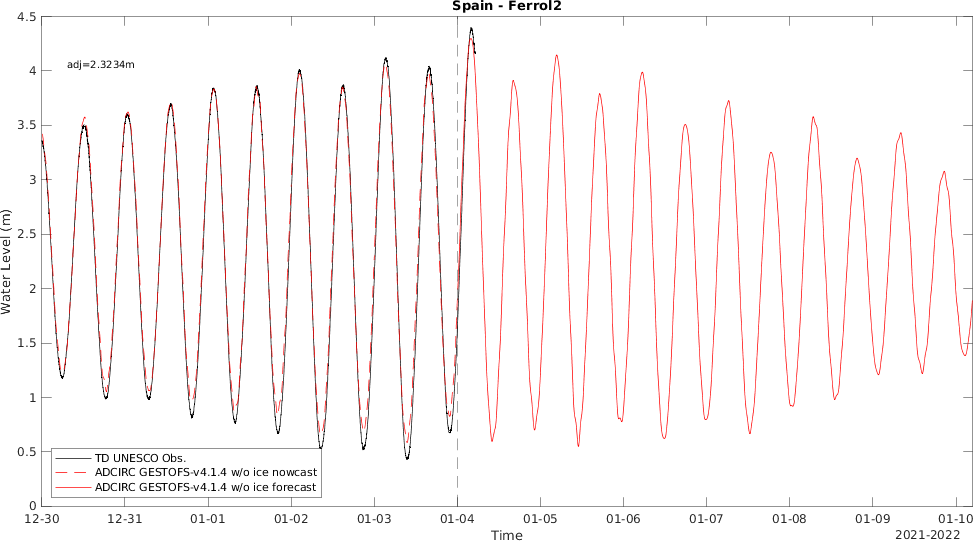 Spain - Ferrol2
4.5
4
3.5
3
2.5
2
1.5
1
0.5
0
Water Level (m)
adj=2.3234m
TD UNESCO Obs.
ADCIRC GESTOFS-v4.1.4 w/o ice nowcast
ADCIRC GESTOFS-v4.1.4 w/o ice forecast
12-30 12-31 01-01 01-02 01-03 01-04 01-05 01-06 01-07 01-08 01-09 01-10
Time
2021-2022